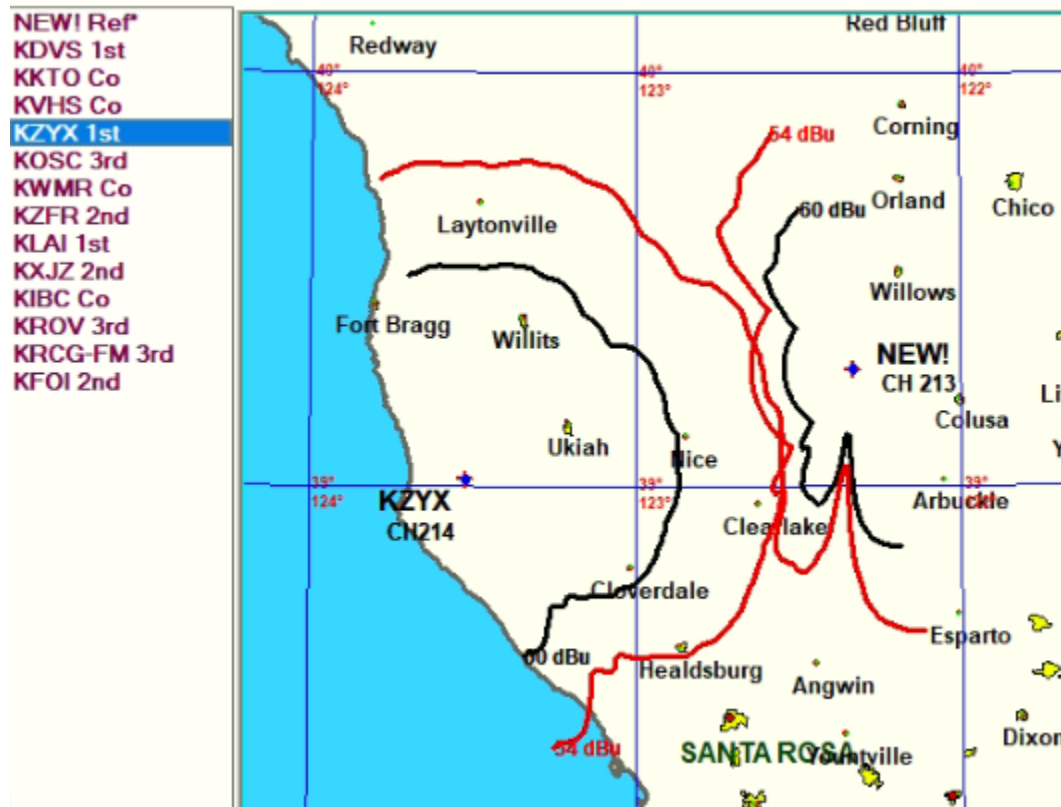 NEW! Ref*
KDVS 1st
KKTO Co
KVHS Co
KZYX 1st
KOSC 3rd
KWMR Co
KZFR 2nd
KLAI 1st
KXJZ 2nd
KIBC Co
KROV 3rd
KRCG-FM 3rd
KFOI 2nd
Red Bluff
Redway
40°
124°
40°
123°
40°
122°
Corning
54 dBu
Orland
Chico
60 dBu
Laytonville
Willows
Fort Bragg
Willits
NEW!
CH 213
Li
Colusa
Ukiah
Nice
Y
39°
124°
39°
123°
39°
Arbuckle
KZYX
CH214
Clearlake
Cloverdale
Esparto
60 dBu
Healdsburg
Angwin
54 dBu
SANTA ROSA
Yountville
Dixon